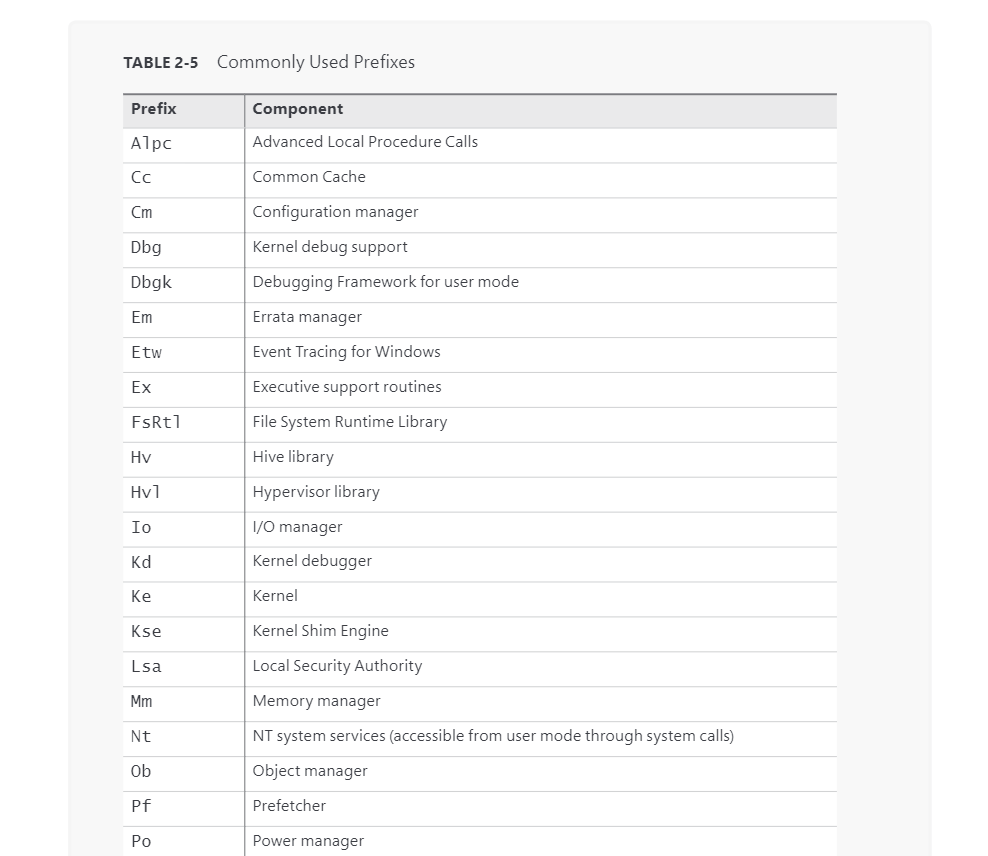 TABLE 2-5 Commonly Used Prefixes
Prefix Component
Alpc Advanced Local Procedure Calls
Cc Common Cache
Cm Configuration manager
Dbg Kernel debug support
Dbgk Debugging Framework for user mode
Em Errata manager
Etw Event Tracing for Windows
Ex Executive support routines
FsRtl File System Runtime Library
Hv Hive library
Hvl Hypervisor library
Io I/O manager
Kd Kernel debugger
Ke Kernel
Kse Kernel Shim Engine
Lsa Local Security Authority
Mm Memory manager
Nt NT system services (accessible from user mode through system calls)
Ob Object manager
Pf Prefetcher
Po Power manager